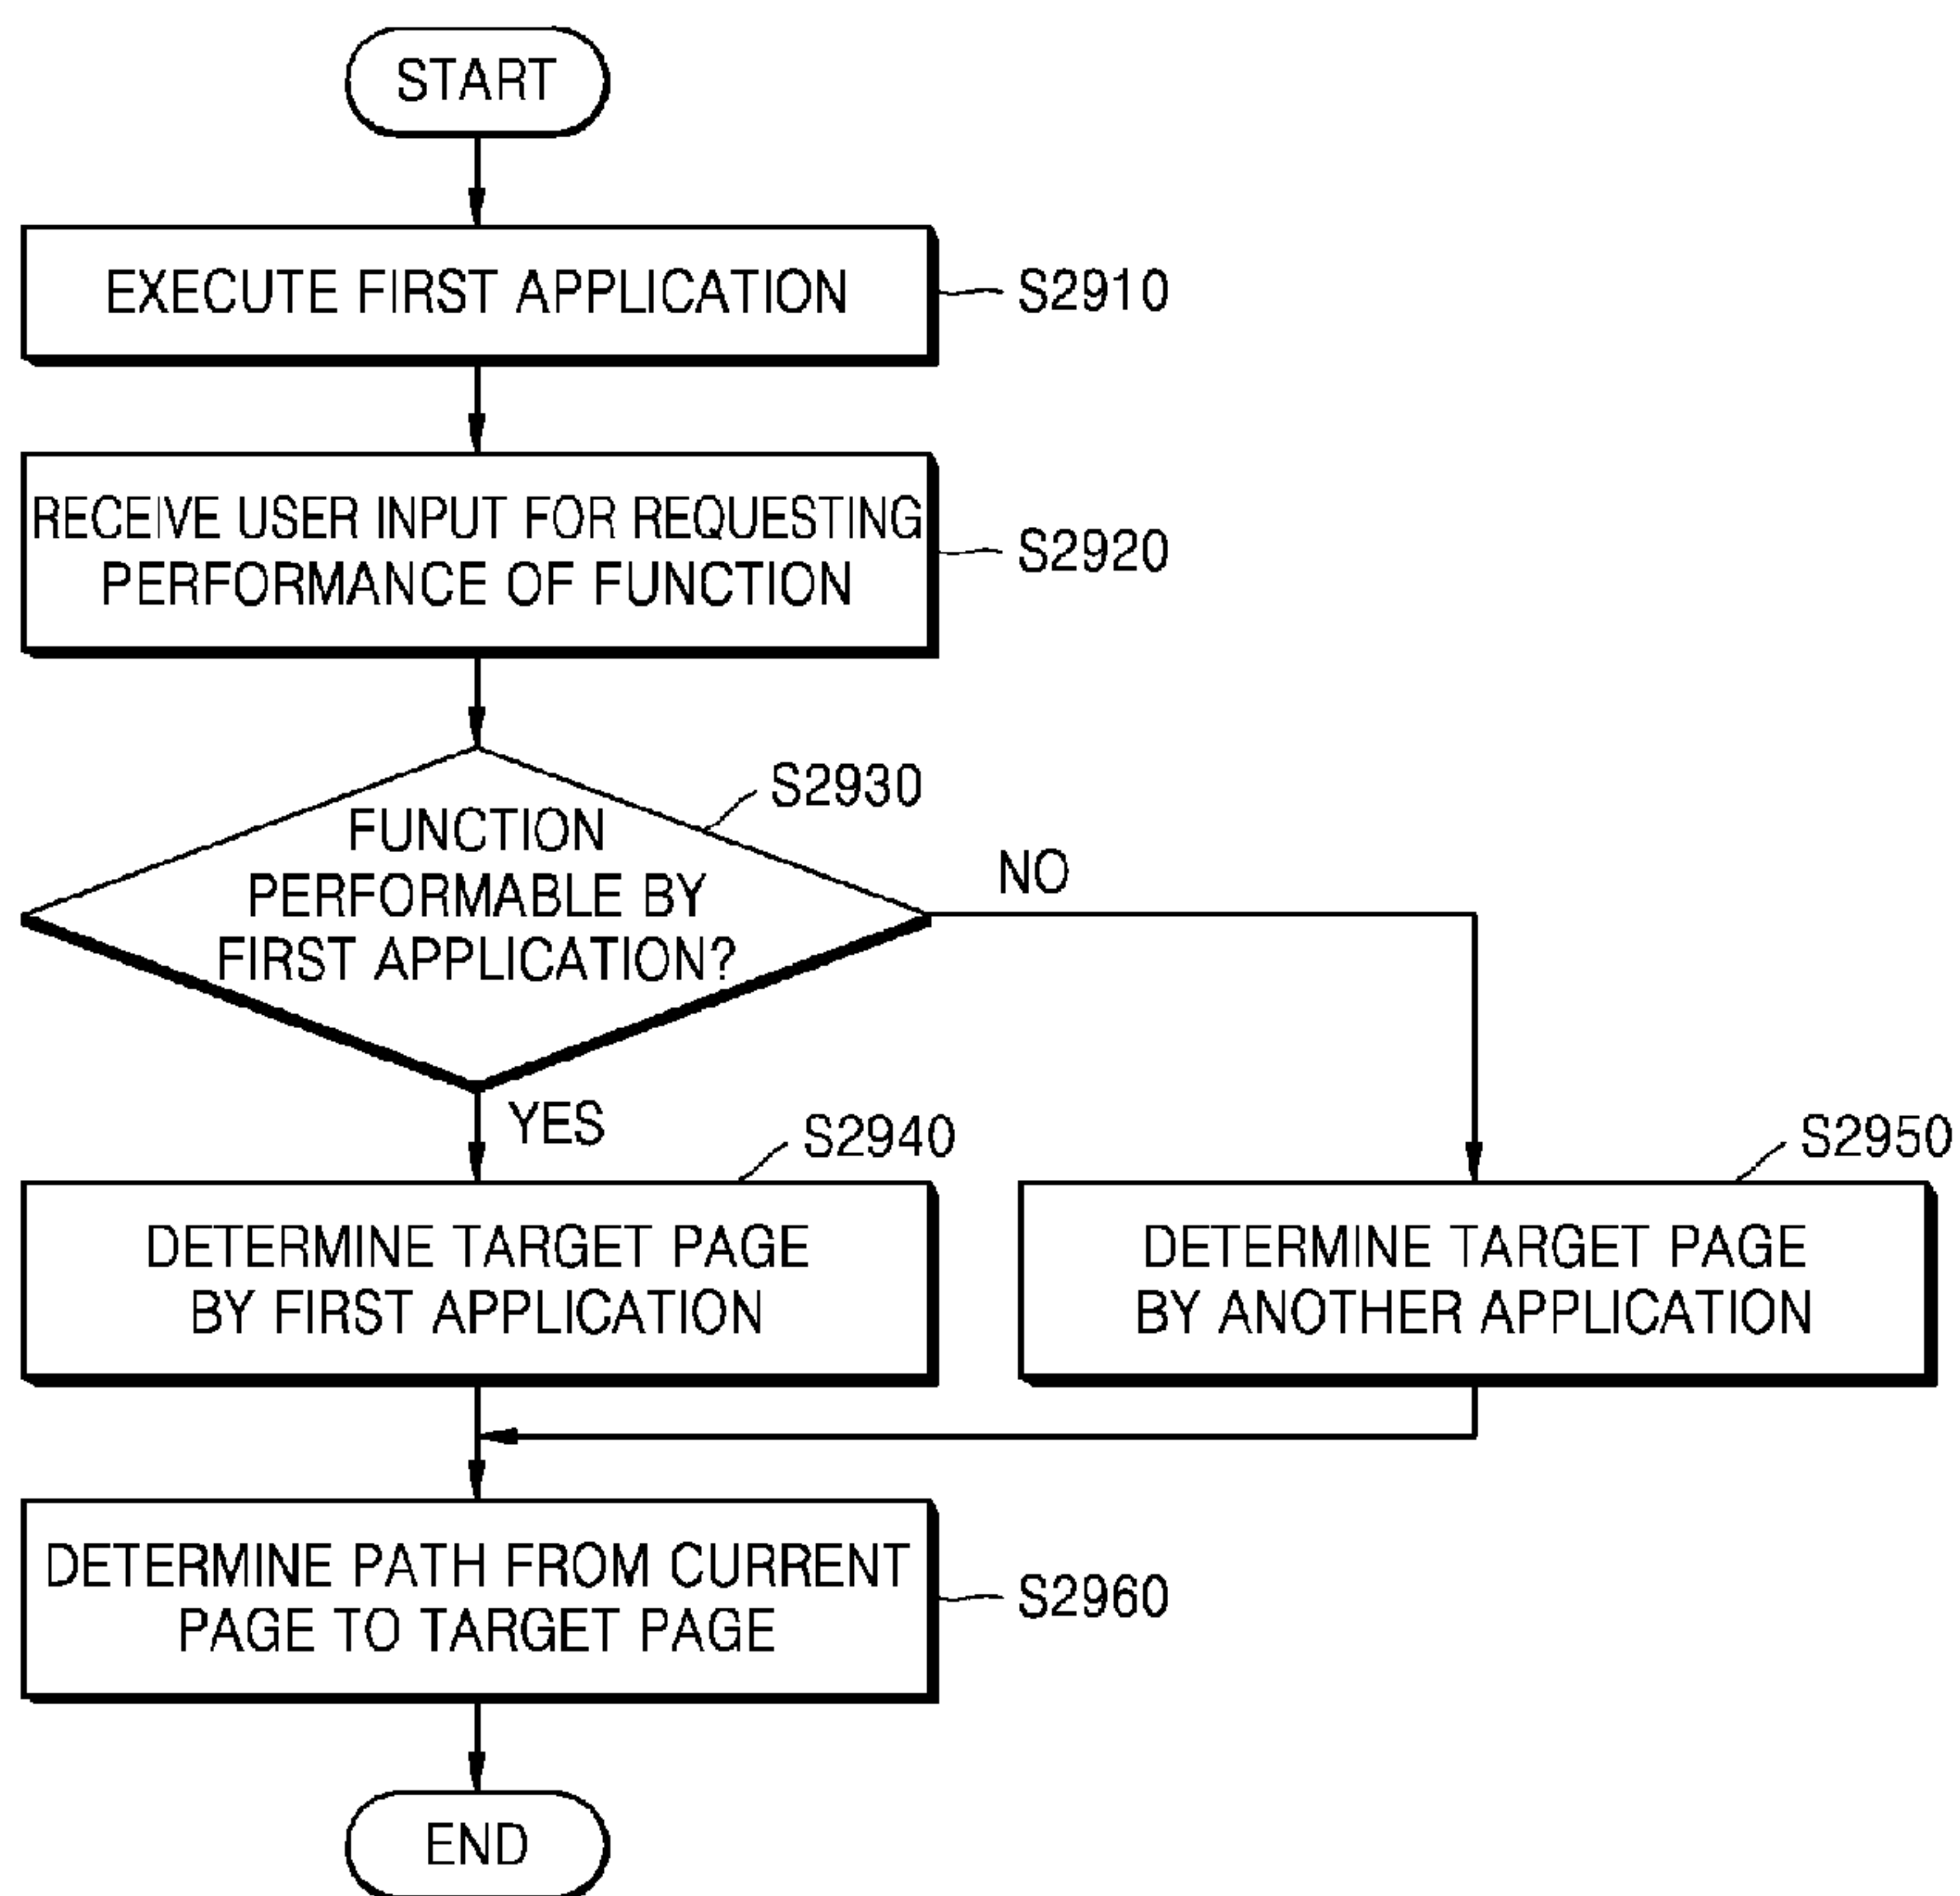 START
EXECUTE FIRST APPLICATION
S2910
RECEIVE USER INPUT FOR REQUESTING
PERFORMANCE OF FUNCTION
S2920
S2930
FUNCTION
PERFORMABLE BY
FIRST APPLICATION?
NO
YES
S2940
DETERMINE TARGET PAGE
BY FIRST APPLICATION
S2950
DETERMINE TARGET PAGE
BY ANOTHER APPLICATION
DETERMINE PATH FROM CURRENT
PAGE TO TARGET PAGE
S2960
END